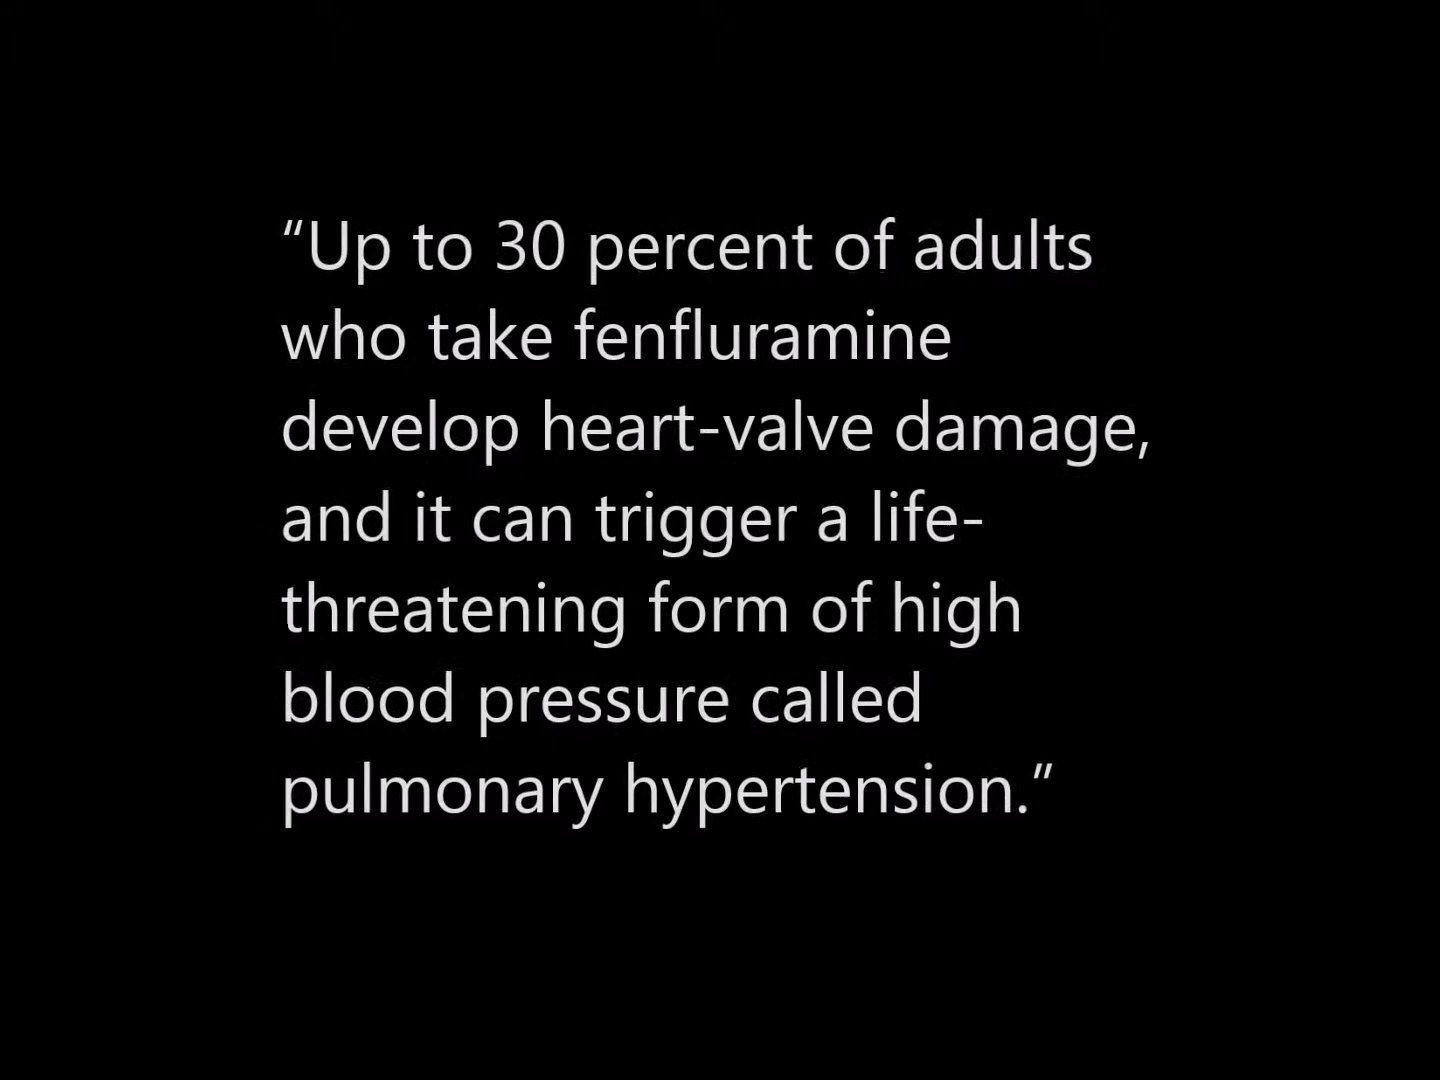 “Up to 30 percent of adults
who take fenfluramine
develop heart-valve damage,
and it can trigger a life-
threatening form of high
blood pressure called
pulmonary hypertension.”